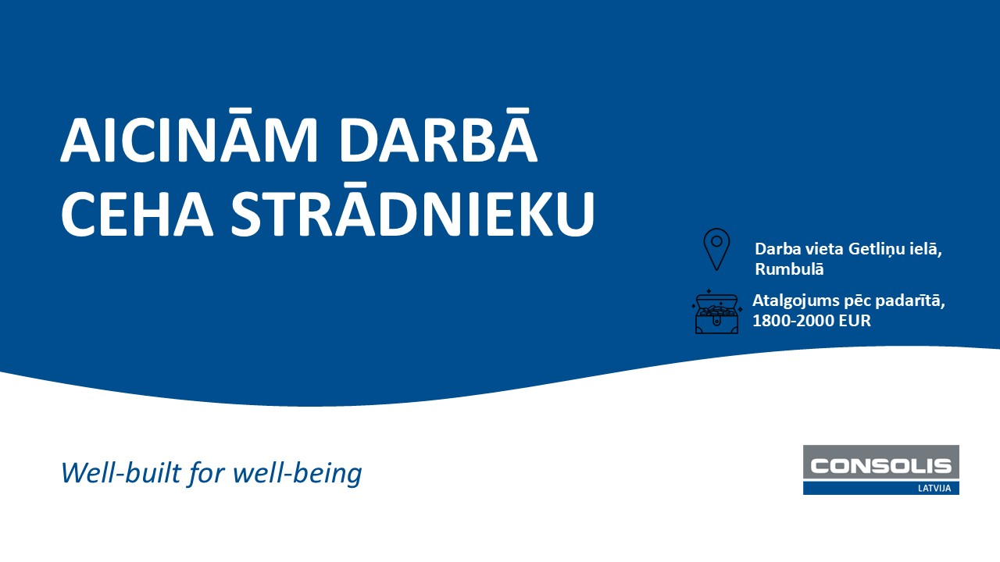 AICINĀM DARBĀ
CEHA STRĀDNIEKU
Darba vieta Getliņu ielā,
Rumbulā
Atalgojums pēc padarītā,
1800-2000 EUR
Well-built for well-being
CONSOLIS
LATVIJA